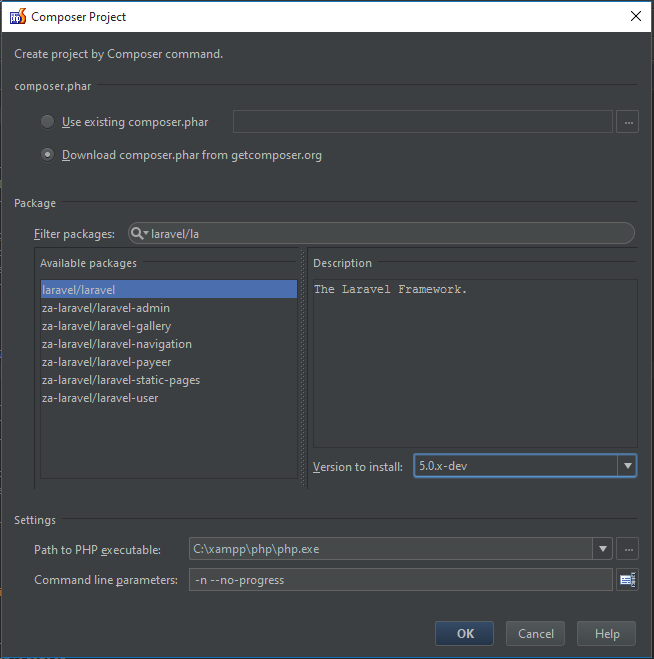 Composer Project
Create project by Composer command.
composer.phar
Use existing composer.phar
...
Download composer.phar from getcomposer.org
Package
Filter packages: laravel/la
Available packages
laravel/laravel
za-laravel/laravel-admin
za-laravel/laravel-gallery
za-laravel/laravel-navigation
za-laravel/laravel-payeer
za-laravel/laravel-static-pages
za-laravel/laravel-user
Description
The Laravel Framework.
Version to install: 5.0.x-dev
Settings
Path to PHP executable: C:\xampp\php\php.exe ...
Command line parameters: -n --no-progress
OK Cancel Help